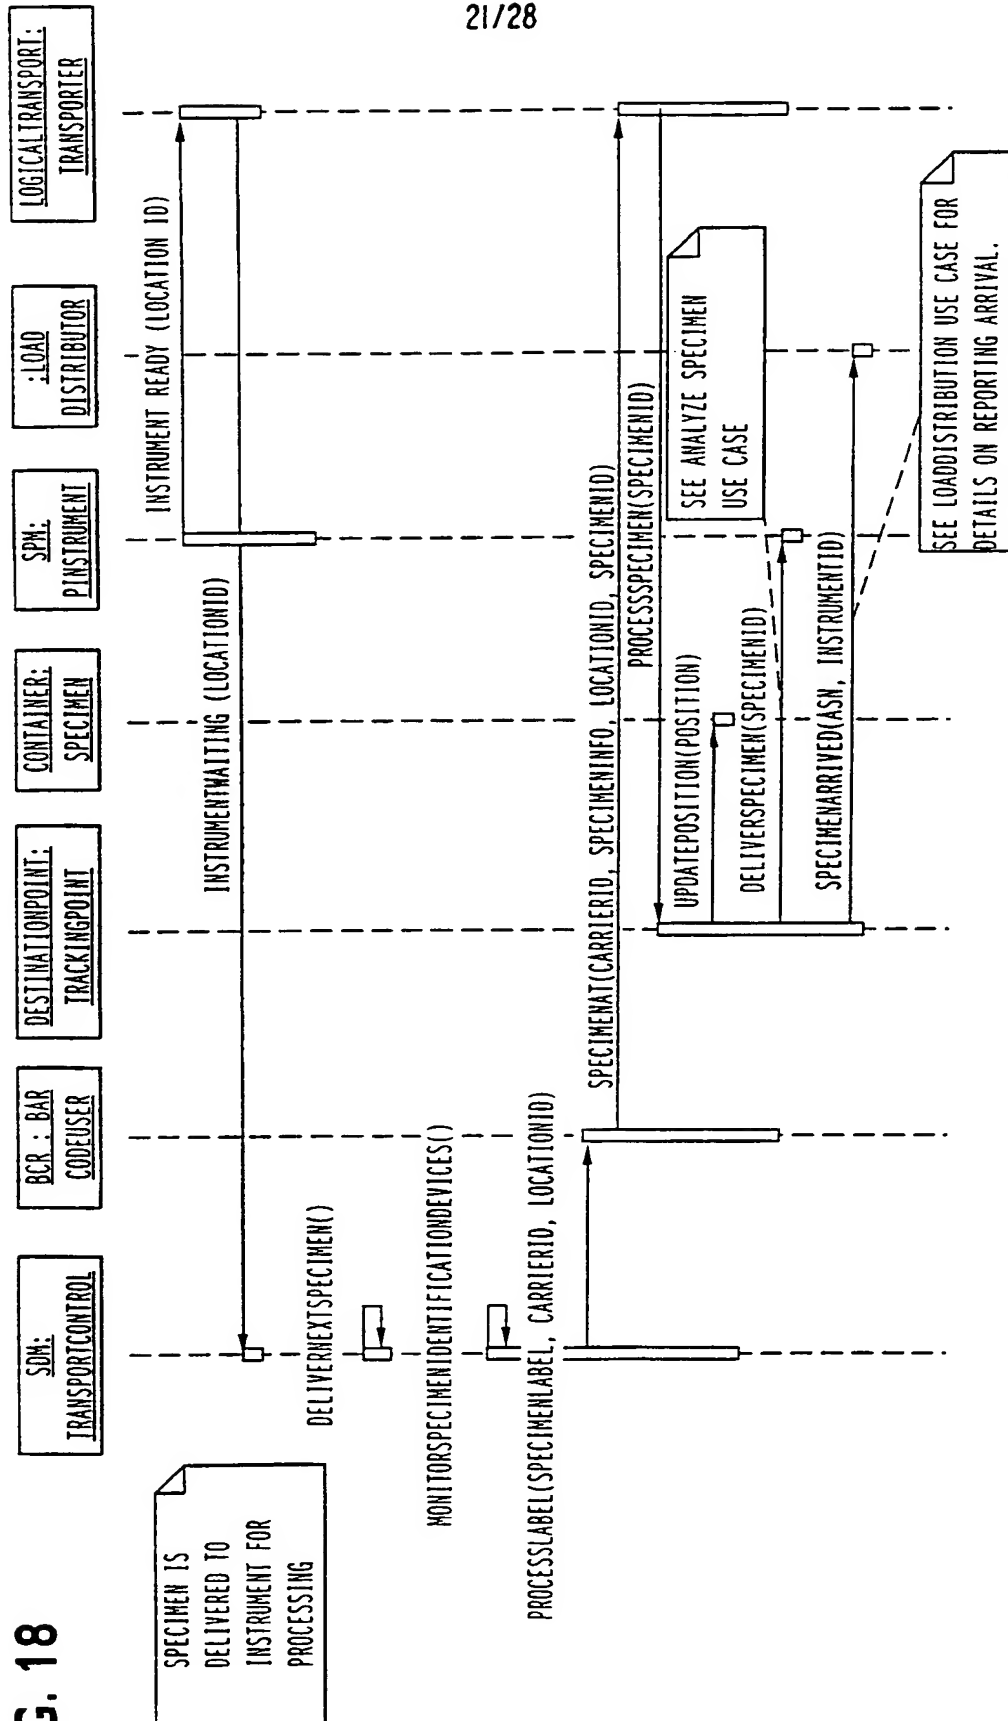 21/28
G. 18
SPECIMEN IS
DELIVERED TO
INSTRUMENT FOR
PROCESSING
SDM:
TRANSPORTCONTROL
BCR : BAR
CODEUSER
DESTINATIONPOINT:
TRACKINGPOINT
CONTAINER:
SPECIMEN
SPM:
PINSTRUMENT
:LOAD
DISTRIBUTOR
LOGICALTRANSPORT:
TRANSPORTER
INSTRUMENT READY (LOCATION ID)
INSTRUMENTWAITING (LOCATIONID)
DELIVERNEXTSPECIMEN()
MONITORSPECIMENIDENTIFICATIONDEVICES()
PROCESSLABEL(SPECIMENLABEL, CARRIERID, LOCATIONID)
SPECIMENAT(CARRIERID, SPECIMENINFO, LOCATIONID, SPECIMENID)
PROCESSSPECIMEN(SPECIMENID)
UPDATEPOSITION(POSITION)
SEE ANALYZE SPECIMEN
USE CASE
DELIVERSPECIMEN(SPECIMENID)
SPECIMENARRIVED(ASN, INSTRUMENTID)
SEE LOADDISTRIBUTION USE CASE FOR
DETAILS ON REPORTING ARRIVAL.